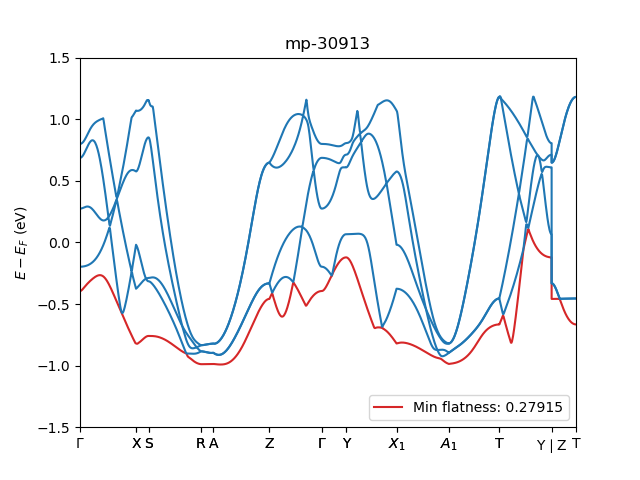 mp-30913
E − E_F (eV)
1.5
1.0
0.5
0.0
−0.5
−1.0
−1.5
Min flatness: 0.27915
Γ X S R A Z Γ Y X₁ A₁ T Y | Z T